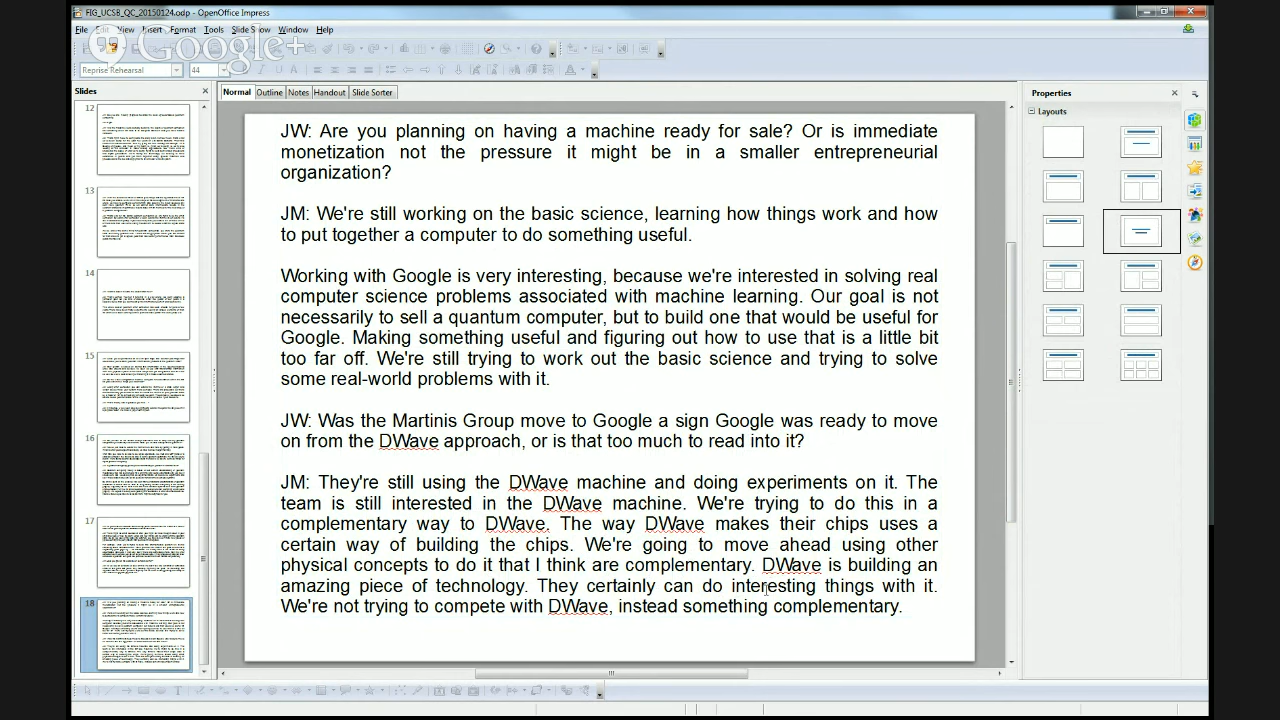 FIG_UCSB_QC_20150124.odp - OpenOffice Impress
File Edit View Insert Format Tools Slide Show Window Help
Google+
Reprise Rehearsal 44
Slides
Normal Outline Notes Handout Slide Sorter
Properties
Layouts
12
13
14
15
16
17
18
JW: Are you planning on having a machine ready for sale? Or is immediate
monetization not the pressure it might be in a smaller entrepreneurial
organization?
JM: We're still working on the basic science, learning how things work and how
to put together a computer to do something useful.
Working with Google is very interesting, because we're interested in solving real
computer science problems associated with machine learning. Our goal is not
necessarily to sell a quantum computer, but to build one that would be useful for
Google. Making something useful and figuring out how to use that is a little bit
too far off. We're still trying to work out the basic science and trying to solve
some real-world problems with it.
JW: Was the Martinis Group move to Google a sign Google was ready to move
on from the DWave approach, or is that too much to read into it?
JM: They're still using the DWave machine and doing experiments on it. The
team is still interested in the DWave machine. We're trying to do this in a
complementary way to DWave. The way DWave makes their chips uses a
certain way of building the chips. We're going to move ahead using other
physical concepts to do it that I think are complementary. DWave is building an
amazing piece of technology. They certainly can do interesting things with it.
We're not trying to compete with DWave, instead something complementary.